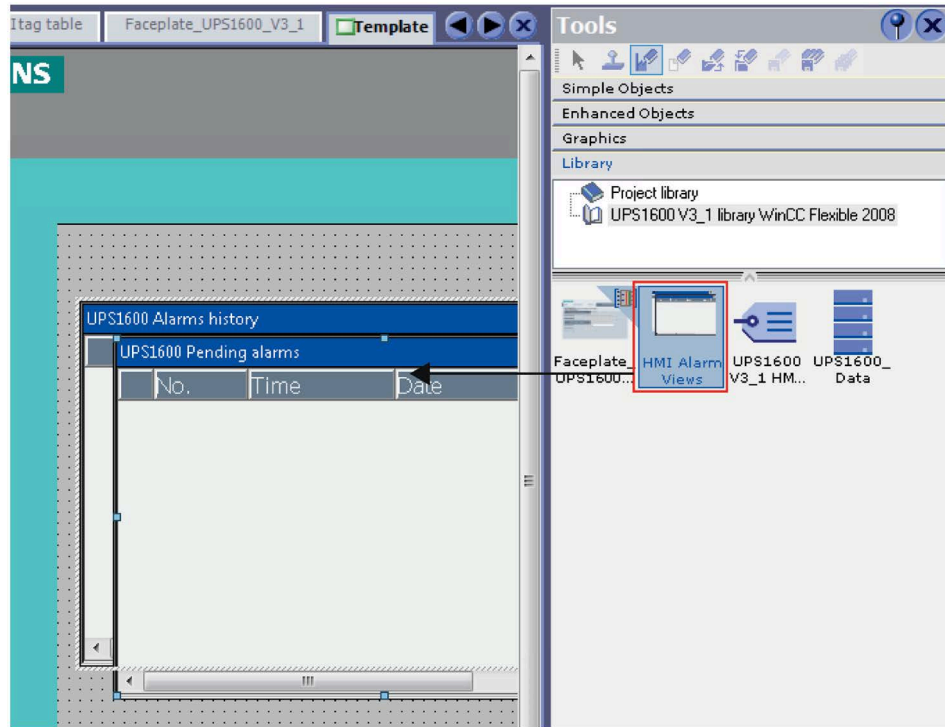 I tag table
Faceplate_UPS1600_V3_1
Template
NS
UPS1600 Alarms history
UPS1600 Pending alarms
No.
Time
Date
Tools
Simple Objects
Enhanced Objects
Graphics
Library
Project library
UPS1600 V3_1 library WinCC Flexible 2008
Faceplate_
UPS1600...
HMI Alarm
Views
UPS1600
V3_1 HM...
UPS1600_
Data